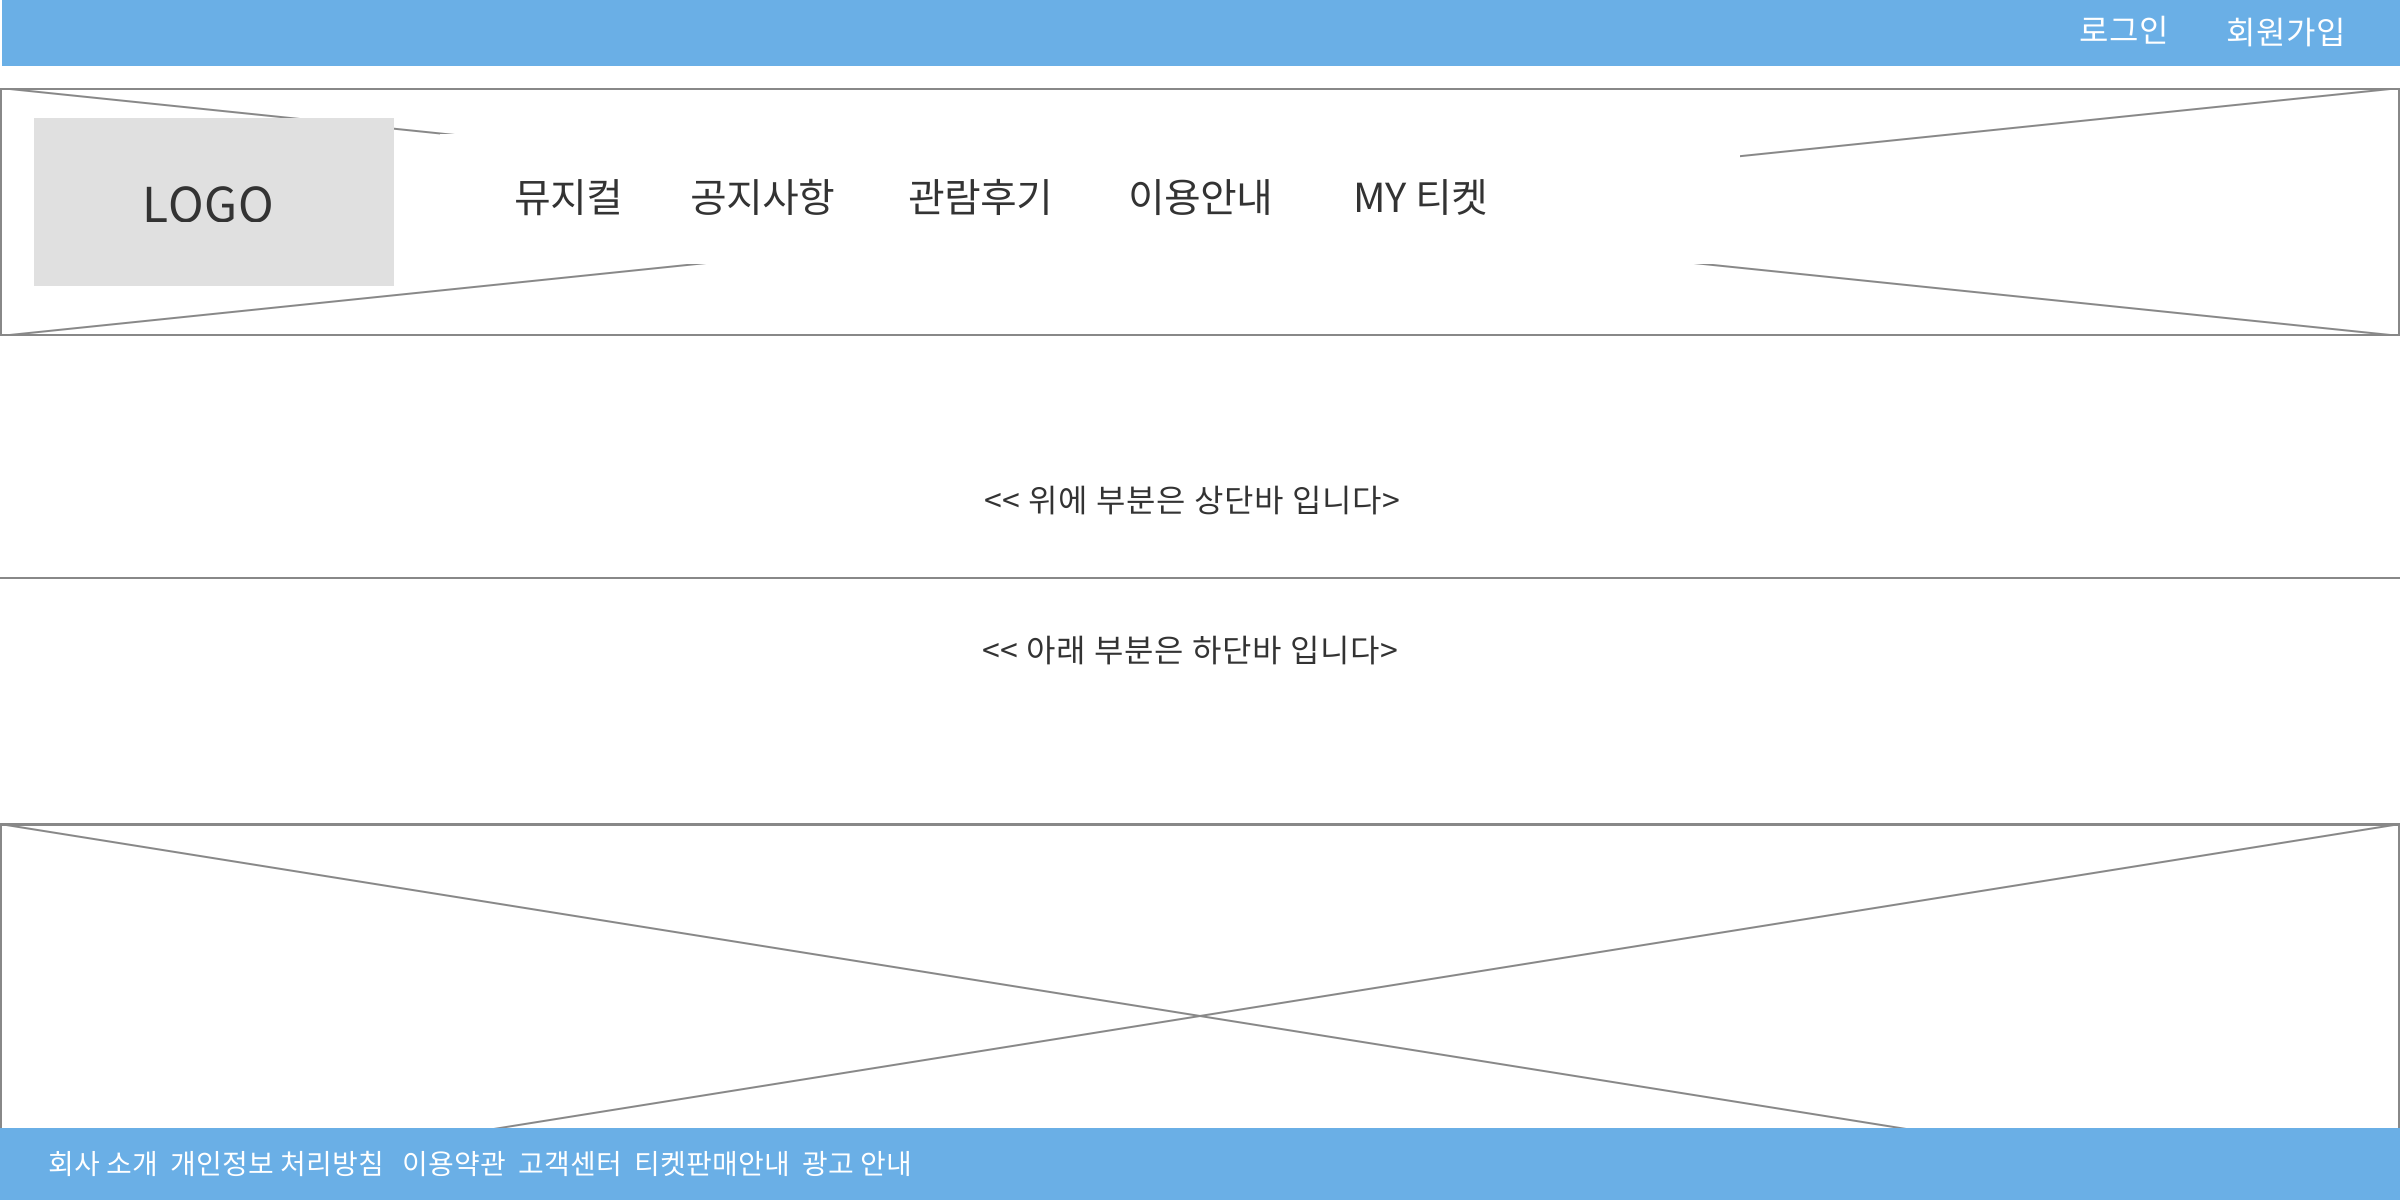 로그인 회원가입
LOGO
뮤지컬 공지사항 관람후기 이용안내 MY 티켓
<< 위에 부분은 상단바 입니다>
<< 아래 부분은 하단바 입니다>
회사 소개 개인정보 처리방침 이용약관 고객센터 티켓판매안내 광고 안내